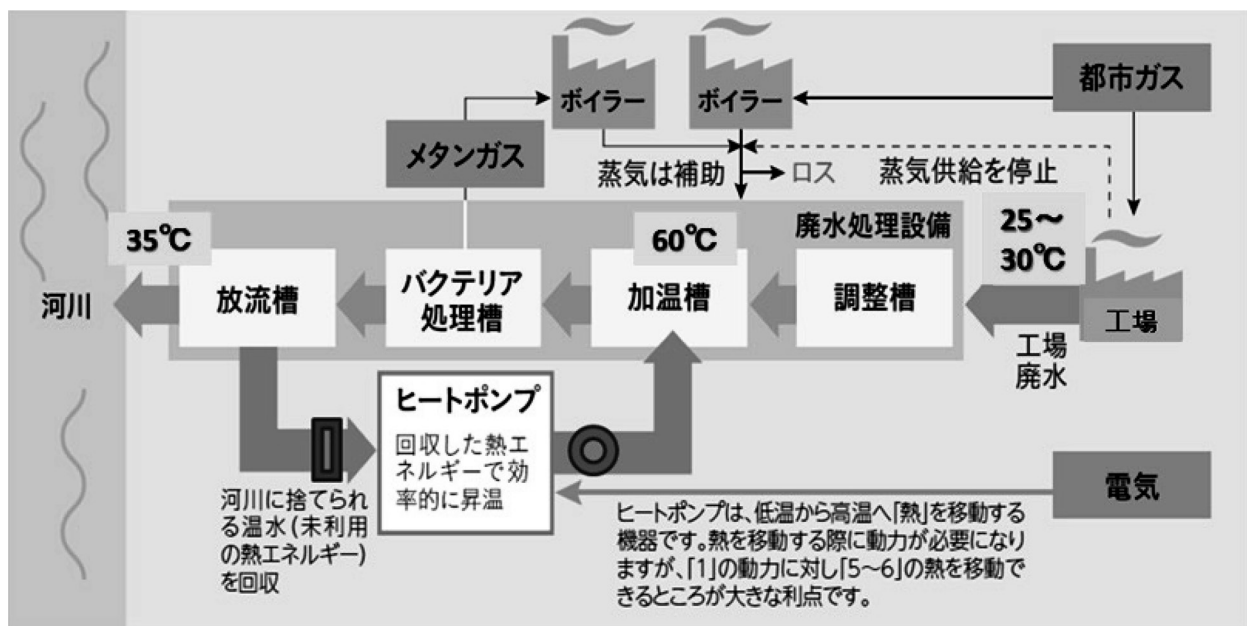 都市ガス
ボイラー
ボイラー
メタンガス
蒸気は補助
ロス
蒸気供給を停止
廃水処理設備
25～
30℃
35℃
60℃
河川
放流槽
バクテリア
処理槽
加温槽
調整槽
工場
工場
廃水
ヒートポンプ
回収した熱エ
ネルギーで効
率的に昇温
電気
河川に捨てられ
る温水(未利用
の熱エネルギー)
を回収
ヒートポンプは、低温から高温へ「熱」を移動する
機器です。熱を移動する際に動力が必要になり
ますが、「1」の動力に対し「5～6」の熱を移動で
きるところが大きな利点です。